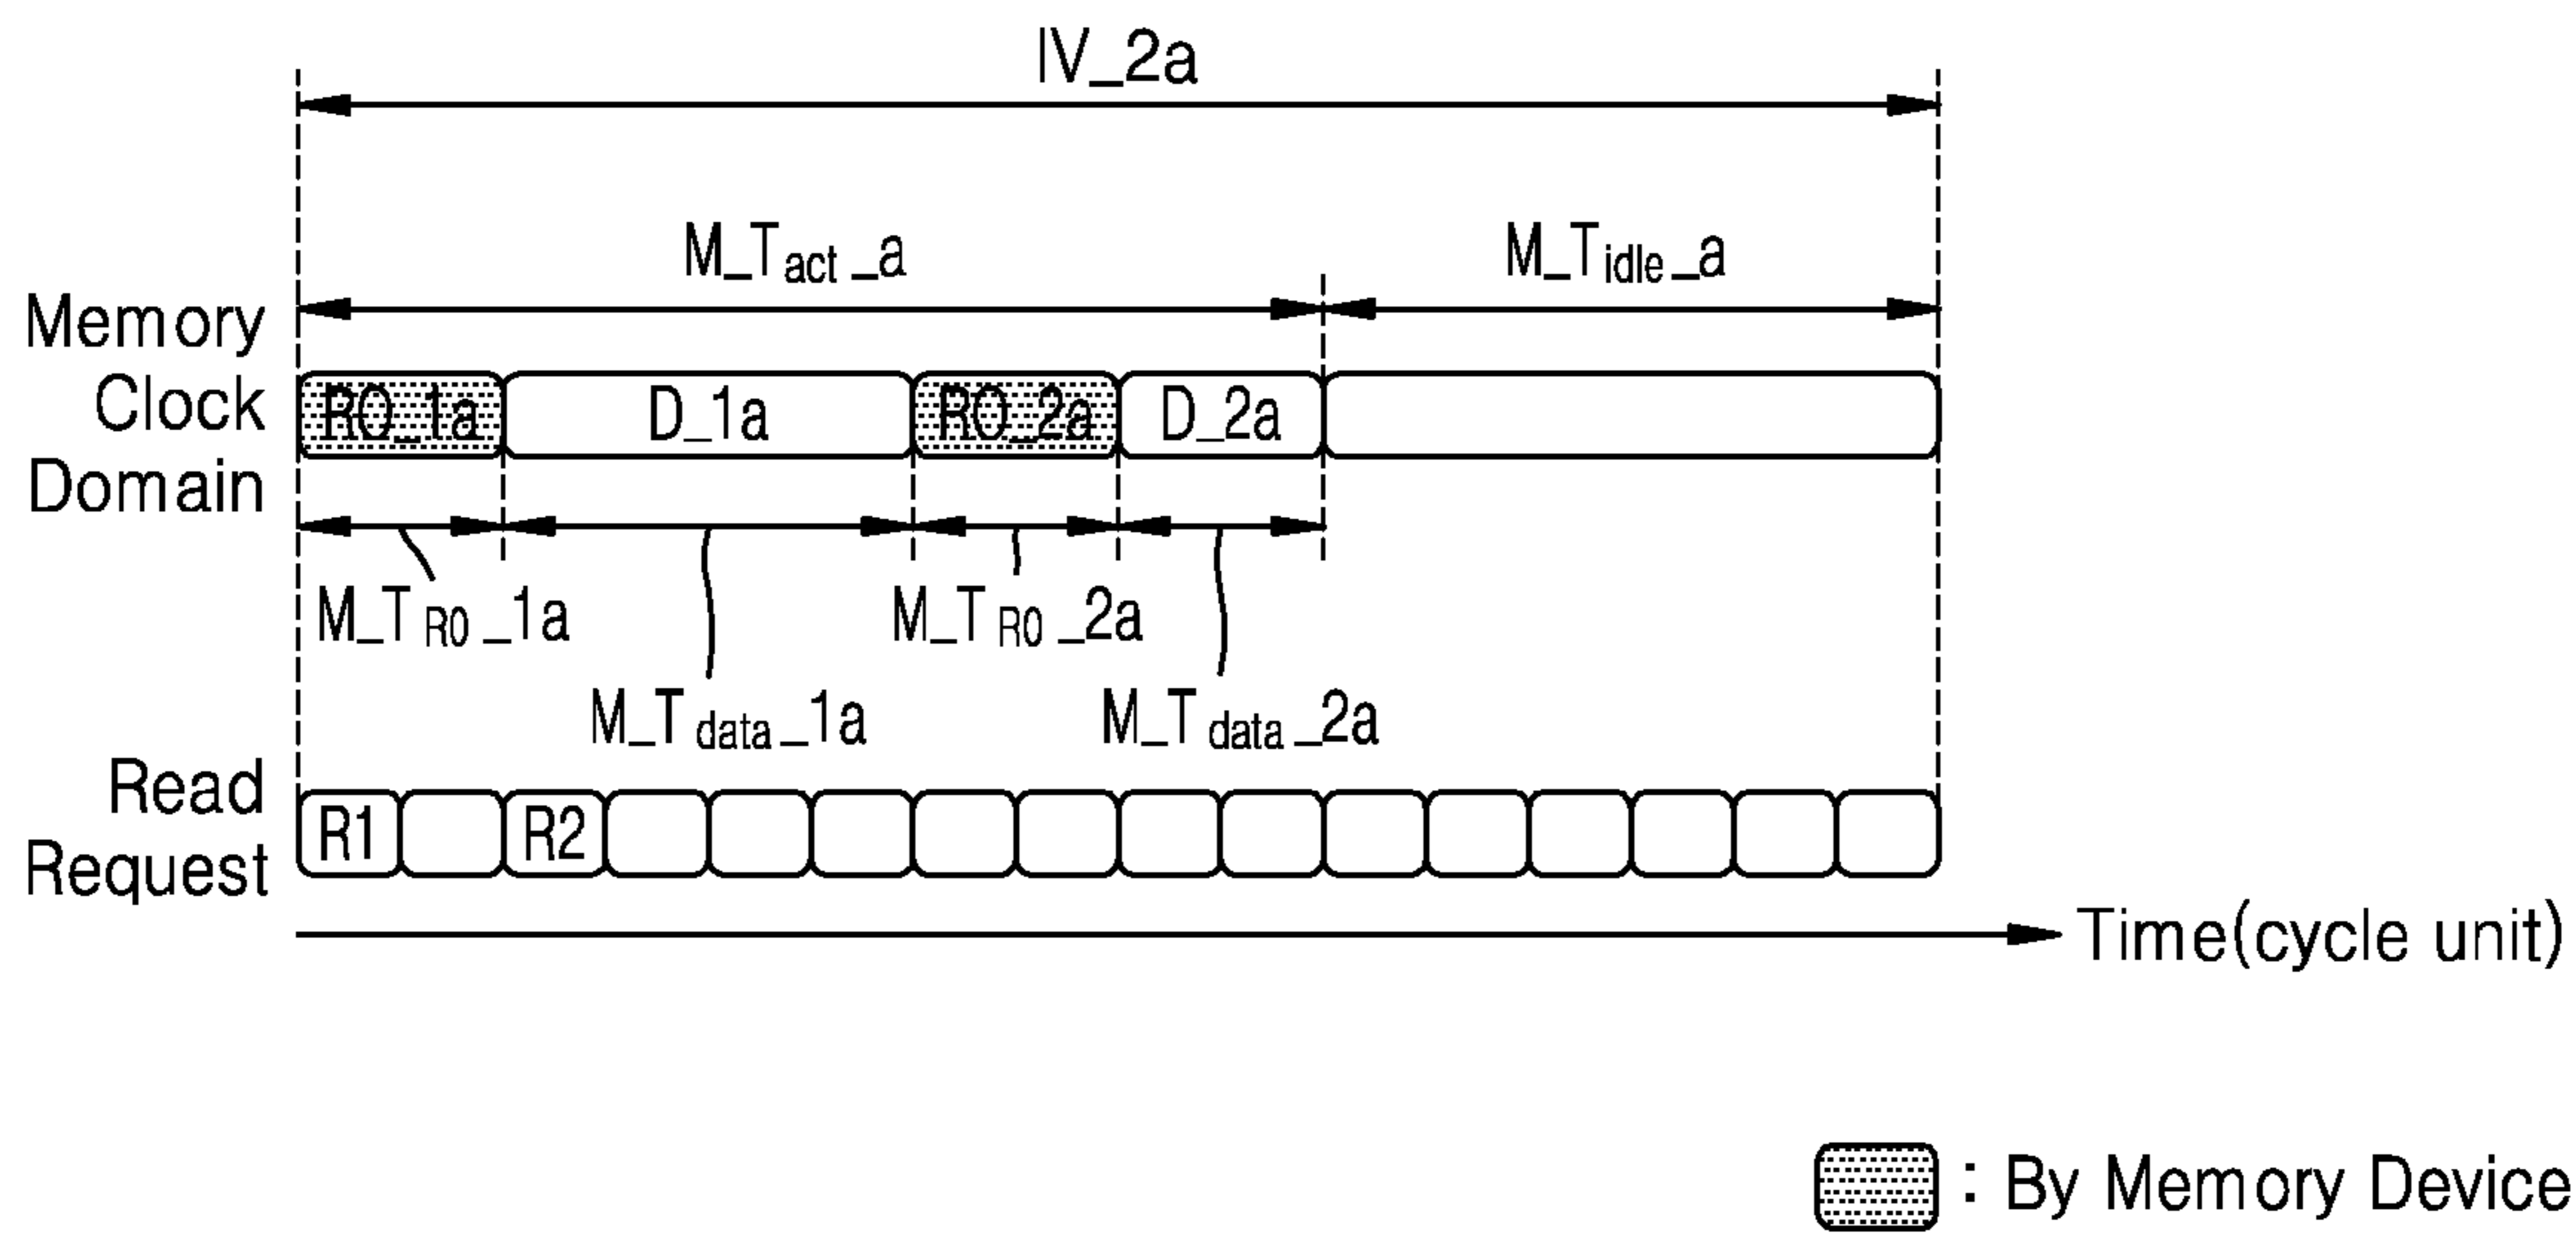 IV_2a
M_Tact_a
M_Tidle_a
Memory
Clock
Domain
RO_1a
D_1a
RO_2a
D_2a
M_TRO_1a
M_Tdata_1a
M_TRO_2a
M_Tdata_2a
Read
Request
R1
R2
Time(cycle unit)
: By Memory Device